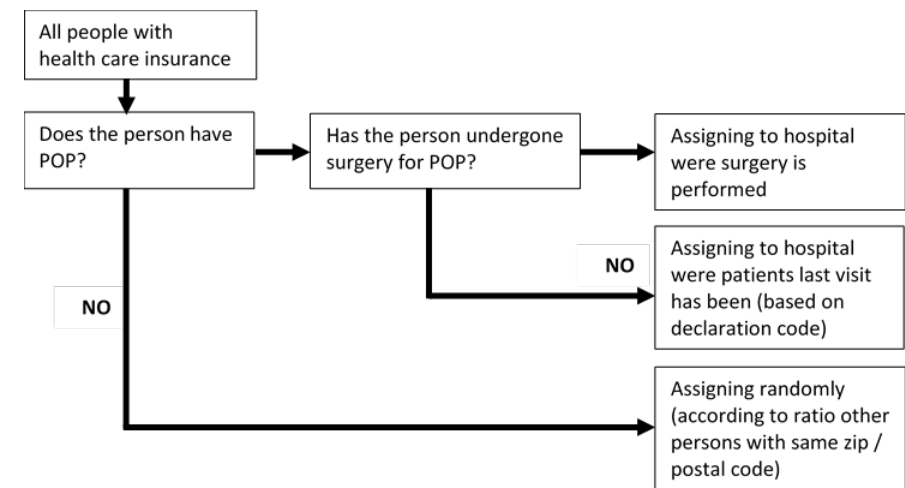 All people with
health care insurance
Does the person have
POP?
Has the person undergone
surgery for POP?
Assigning to hospital
were surgery is
performed
NO
Assigning to hospital
were patients last visit
has been (based on
declaration code)
NO
Assigning randomly
(according to ratio other
persons with same zip /
postal code)